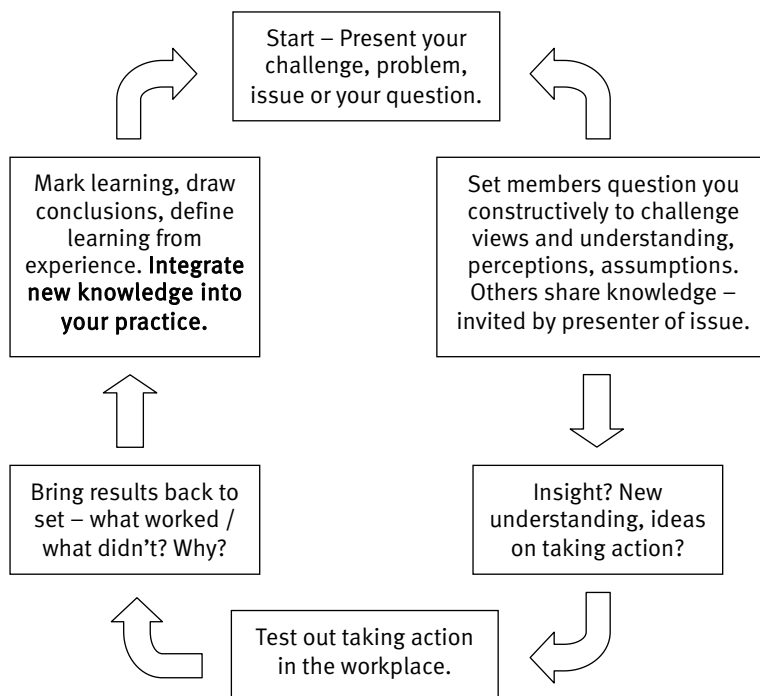 Start – Present your
challenge, problem,
issue or your question.
Set members question you
constructively to challenge
views and understanding,
perceptions, assumptions.
Others share knowledge –
invited by presenter of issue.
Insight? New
understanding, ideas
on taking action?
Test out taking action
in the workplace.
Bring results back to
set – what worked /
what didn’t? Why?
Mark learning, draw
conclusions, define
learning from
experience. Integrate
new knowledge into
your practice.